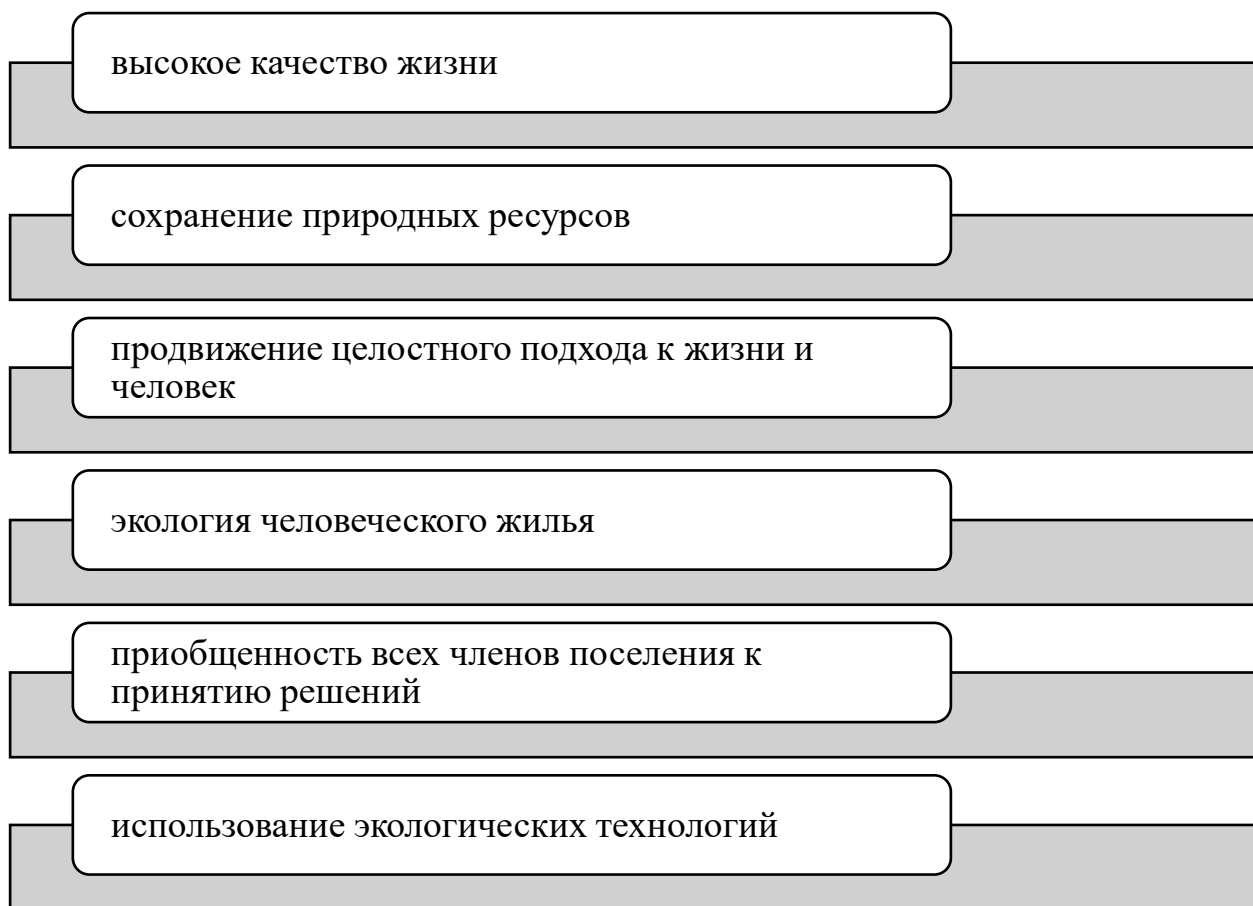 высокое качество жизни
сохранение природных ресурсов
продвижение целостного подхода к жизни и
человек
экология человеческого жилья
приобщенность всех членов поселения к
принятию решений
использование экологических технологий